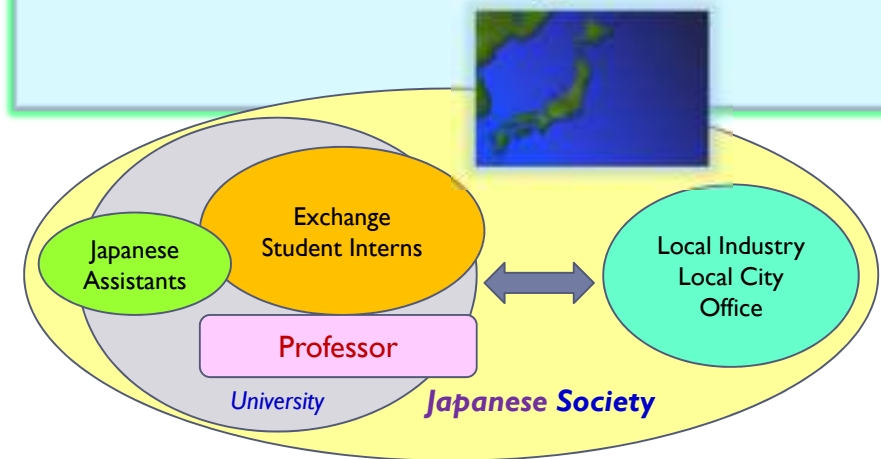 Exchange
Student Interns
Japanese
Assistants
Local Industry
Local City
Office
Professor
University
Japanese Society